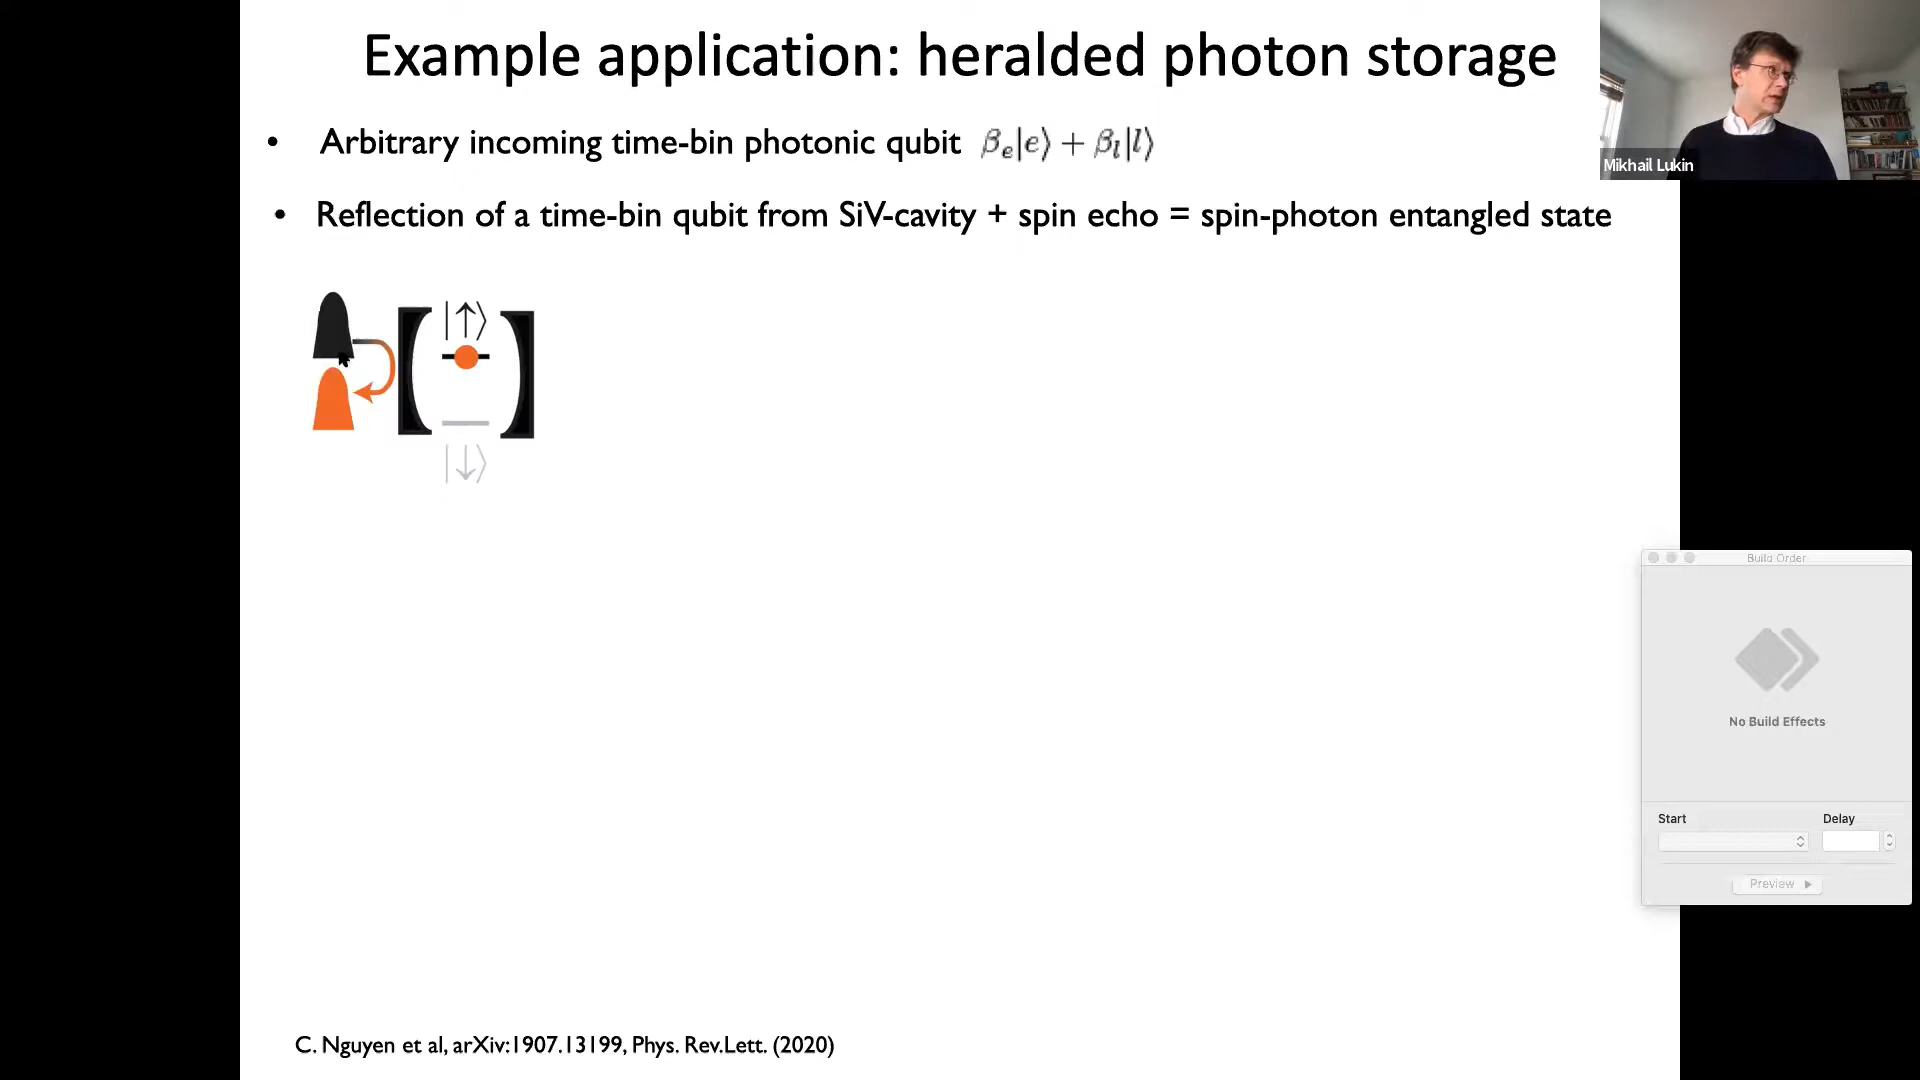 Example application: heralded photon storage
• Arbitrary incoming time-bin photonic qubit βe|e⟩ + βl|l⟩
• Reflection of a time-bin qubit from SiV-cavity + spin echo = spin-photon entangled state
|↑⟩
|↓⟩
C. Nguyen et al, arXiv:1907.13199, Phys. Rev.Lett. (2020)
Mikhail Lukin
Build Order
No Build Effects
Start Delay
Preview